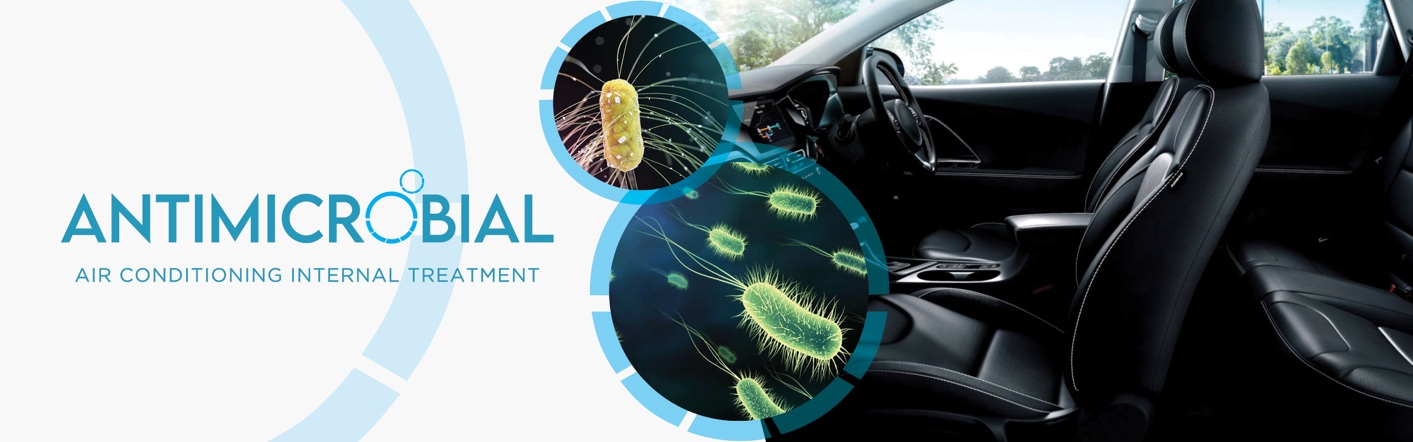 ANTIMICROBIAL
AIR CONDITIONING INTERNAL TREATMENT